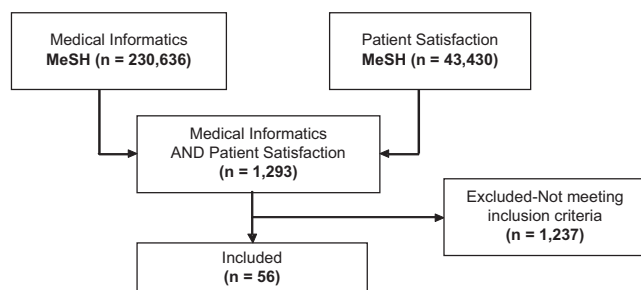 Medical Informatics
MeSH (n = 230,636)
Patient Satisfaction
MeSH (n = 43,430)
Medical Informatics
AND Patient Satisfaction
(n = 1,293)
Excluded-Not meeting
inclusion criteria
(n = 1,237)
Included
(n = 56)